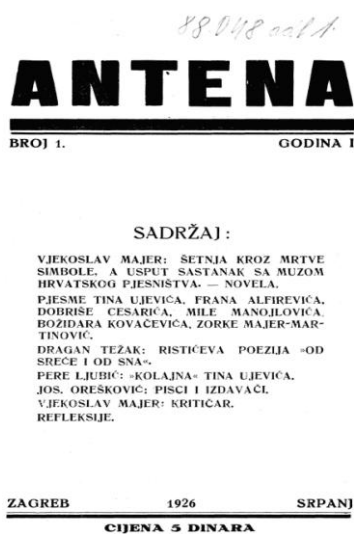 88.048
ANTENA
BROJ 1.
GODINA I
SADRŽAJ :
VJEKOSLAV MAJER: ŠETNJA KROZ MRTVE
SIMBOLE. A USPUT SASTANAK SA MUZOM
HRVATSKOG PJESNIŠTVA. — NOVELA.
PJESME TINA UJEVIĆA, FRANA ALFIREVIĆA,
DOBRIŠE CESARIĆA, MILE MANOJLOVIĆA,
BOŽIDARA KOVAČEVIĆA, ZORKE MAJER-MAR-
TINOVIĆ.
DRAGAN TEŽAK: RISTIĆEVA POEZIJA »OD
SREĆE I OD SNA«.
PERE LJUBIĆ: »KOLAJNA« TINA UJEVIĆA.
JOS. OREŠKOVIĆ: PISCI I IZDAVAČI.
VJEKOSLAV MAJER: KRITIČAR.
REFLEKSIJE.
ZAGREB
1926
SRPANJ
CIJENA 5 DINARA